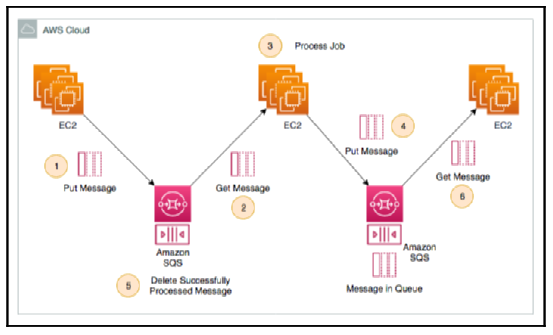 AWS Cloud
3
Process Job
EC2
EC2
EC2
4
Put Message
1
Put Message
Get Message
2
Get Message
6
Amazon
SQS
Amazon
SQS
5
Delete Successfully
Processed Message
Message in Queue